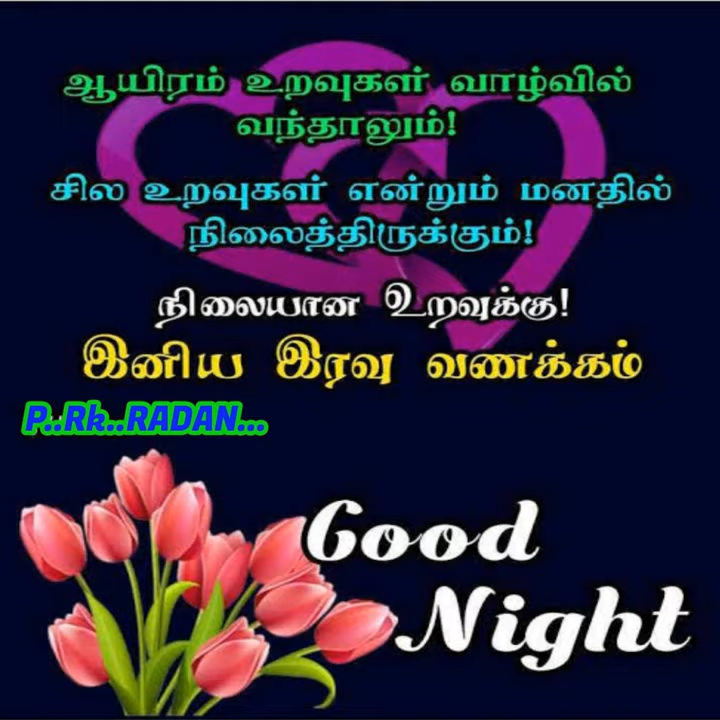 ஆயிரம் உறவுகள் வாழ்வில்
வந்தாலும்!
சில உறவுகள் என்றும் மனதில்
நிலைத்திருக்கும்!
நிலையான உறவுக்கு!
இனிய இரவு வணக்கம்
P..Rk..RADAN...
Good
Night